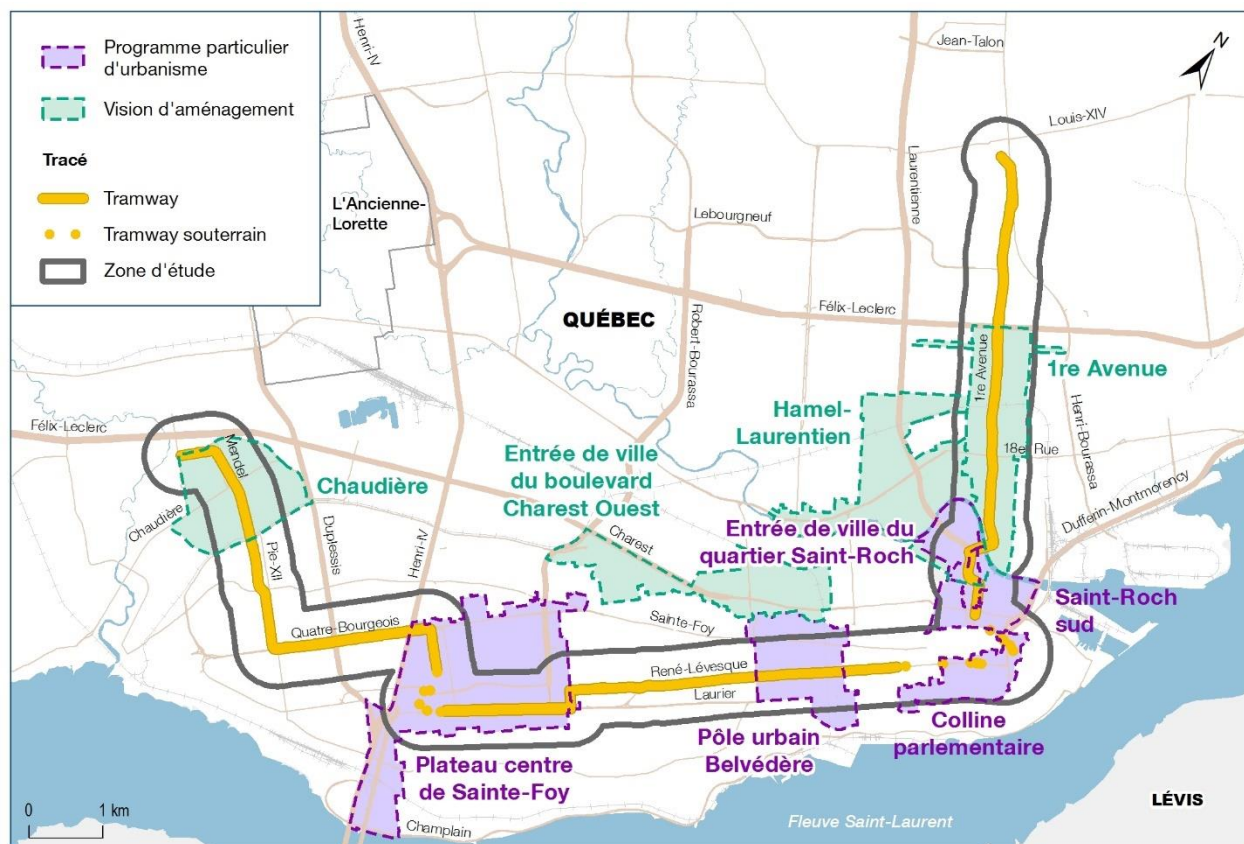 Programme particulier
d'urbanisme
Vision d'aménagement
Tracé
Tramway
Tramway souterrain
Zone d'étude
Henri-IV
Jean-Talon
N
Louis-XIV
Laurentienne
L'Ancienne-
Lorette
Lebourgneuf
QUÉBEC
Robert-Bourassa
Félix-Leclerc
1re Avenue
1re Avenue
Henri-Bourassa
Hamel-
Laurentien
18e Rue
Félix-Leclerc
Mendel
Entrée de ville
du boulevard
Charest Ouest
Chaudière
Chaudière
Dufferin-Montmorency
Pie-XII
Duplessis
Henri-IV
Charest
Entrée de ville du
quartier Saint-Roch
Saint-Roch
sud
Quatre-Bourgeois
Sainte-Foy
René-Lévesque
Laurier
Colline
parlementaire
Pôle urbain
Belvédère
Plateau centre
de Sainte-Foy
Champlain
0 1 km
Fleuve Saint-Laurent
LÉVIS